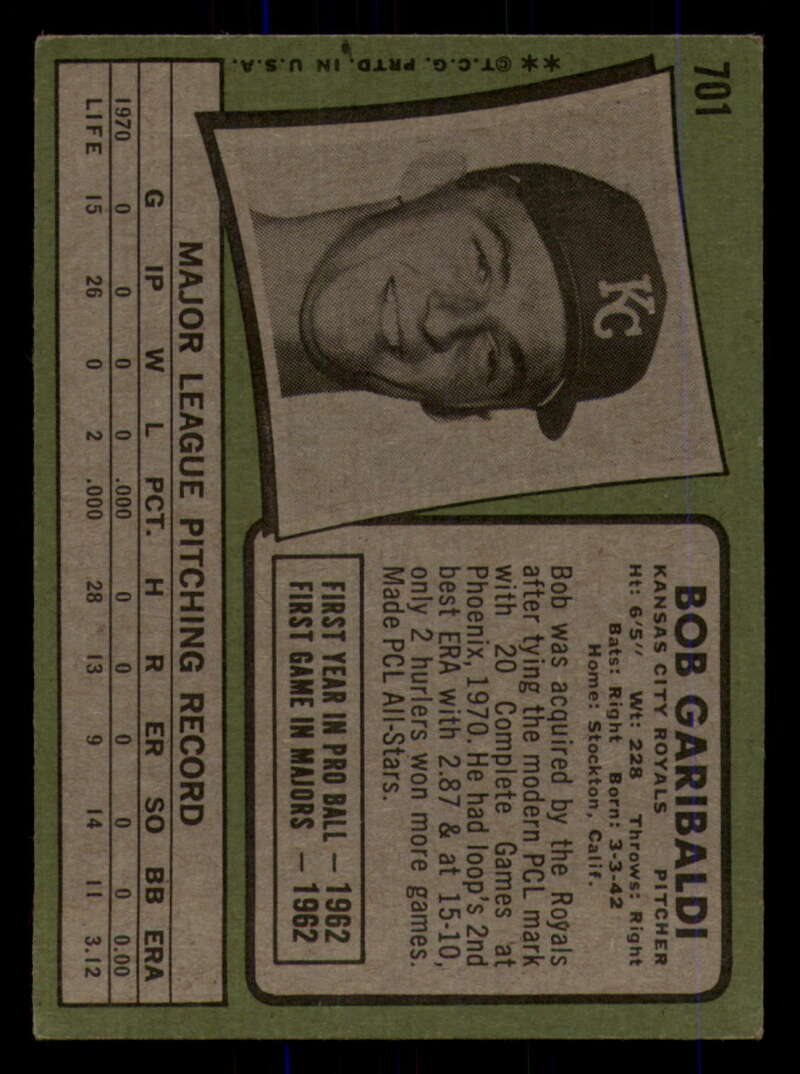 701
**©T.C.G. PRTD. IN U.S.A.
KC
BOB GARIBALDI
KANSAS CITY ROYALS PITCHER
Ht: 6'5" Wt: 228 Throws: Right
Bats: Right Born: 3-3-42
Home: Stockton, Calif.
Bob was acquired by the Royals
after tying the modern PCL mark
with 20 Complete Games at
Phoenix, 1970. He had loop's 2nd
best ERA with 2.87 & at 15-10,
only 2 hurlers won more games.
Made PCL All-Stars.
FIRST YEAR IN PRO BALL — 1962
FIRST GAME IN MAJORS — 1962
MAJOR LEAGUE PITCHING RECORD
G IP W L PCT. H R ER SO BB ERA
1970 0 0 0 0 .000 0 0 0 0 0 0.00
LIFE 15 26 0 2 .000 28 13 9 14 11 3.12